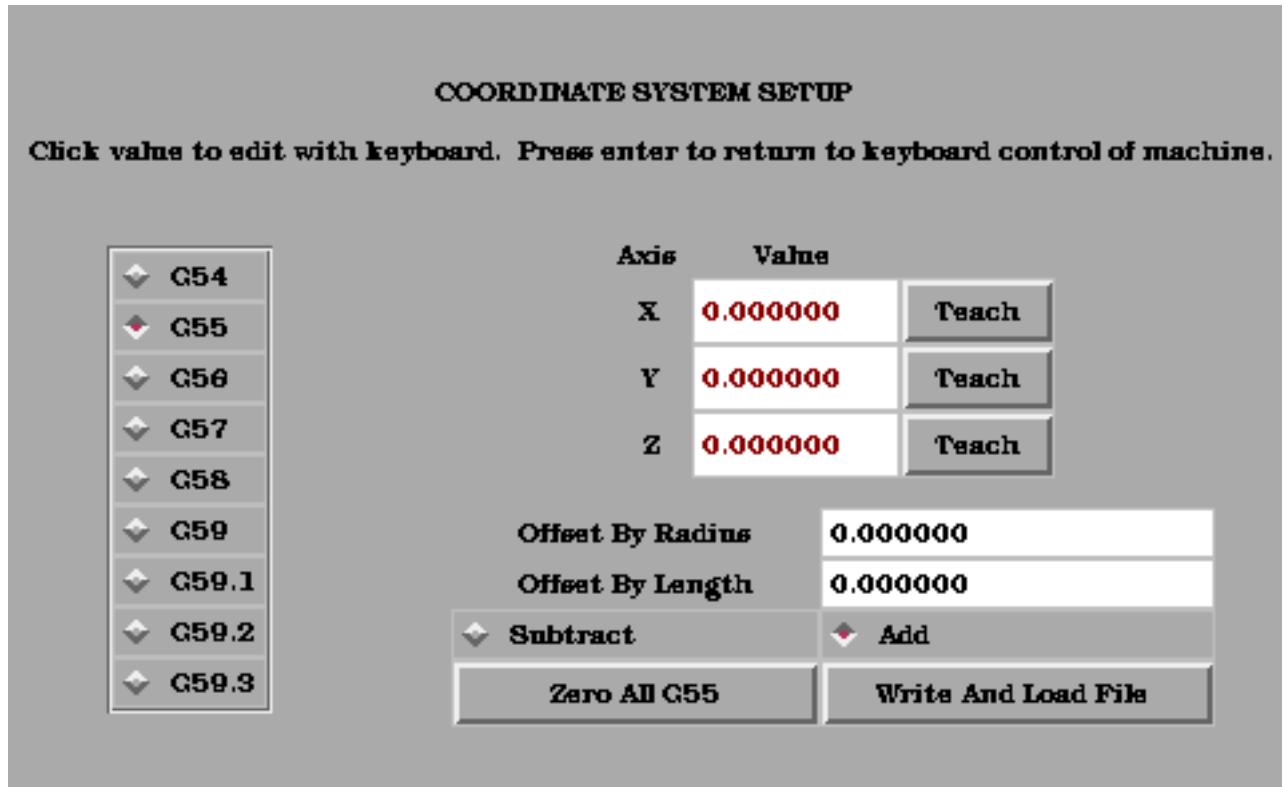 COORDINATE SYSTEM SETUP
Click value to edit with keyboard. Press enter to return to keyboard control of machine.
G54
G55
G56
G57
G58
G59
G59.1
G59.2
G59.3
Axis Value
X 0.000000 Teach
Y 0.000000 Teach
Z 0.000000 Teach
Offset By Radius 0.000000
Offset By Length 0.000000
Subtract Add
Zero All G55 Write And Load File